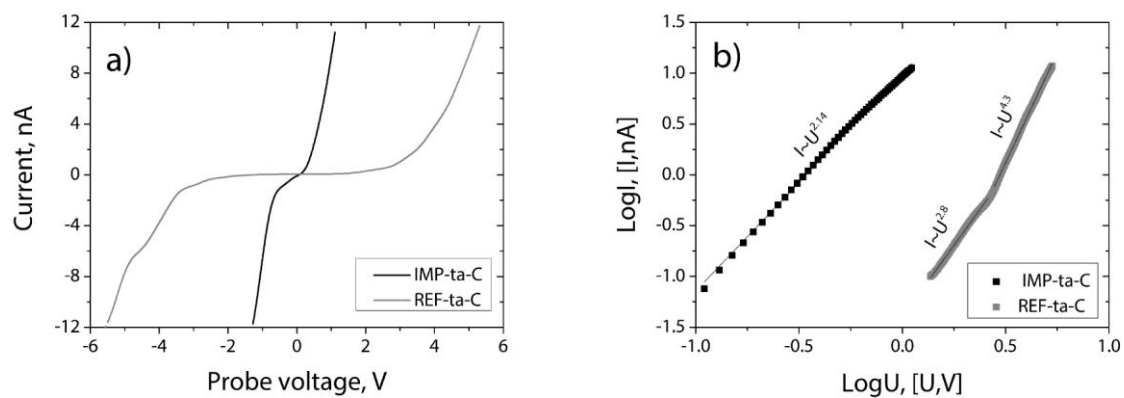 a)
12
8
4
0
-4
-8
-12
Current, nA
-6 -4 -2 0 2 4 6
Probe voltage, V
IMP-ta-C
REF-ta-C
b)
1.5
1.0
0.5
0.0
-0.5
-1.0
-1.5
LogI, [I,nA]
-1.0 -0.5 0.0 0.5 1.0
LogU, [U,V]
I~U^2.14
I~U^4.3
I~U^2.8
IMP-ta-C
REF-ta-C